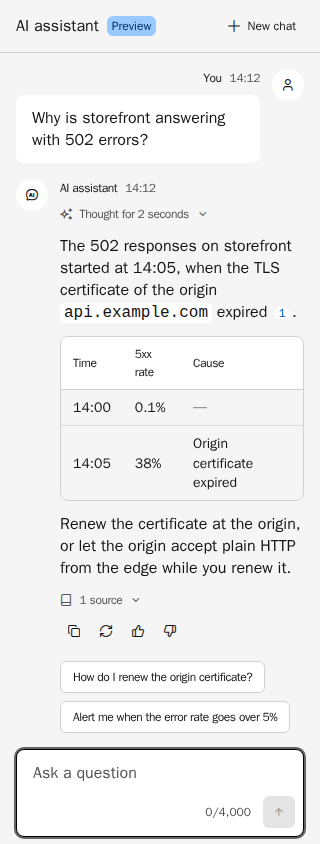 AI assistant Preview New chat
You 14:12
Why is storefront answering
with 502 errors?
AI
AI assistant 14:12
Thought for 2 seconds
The 502 responses on storefront
started at 14:05, when the TLS
certificate of the origin
api.example.com expired 1 .
Time 5xx rate Cause
14:00 0.1% —
14:05 38% Origin certificate expired
Renew the certificate at the origin,
or let the origin accept plain HTTP
from the edge while you renew it.
1 source
How do I renew the origin certificate?
Alert me when the error rate goes over 5%
Ask a question
0/4,000